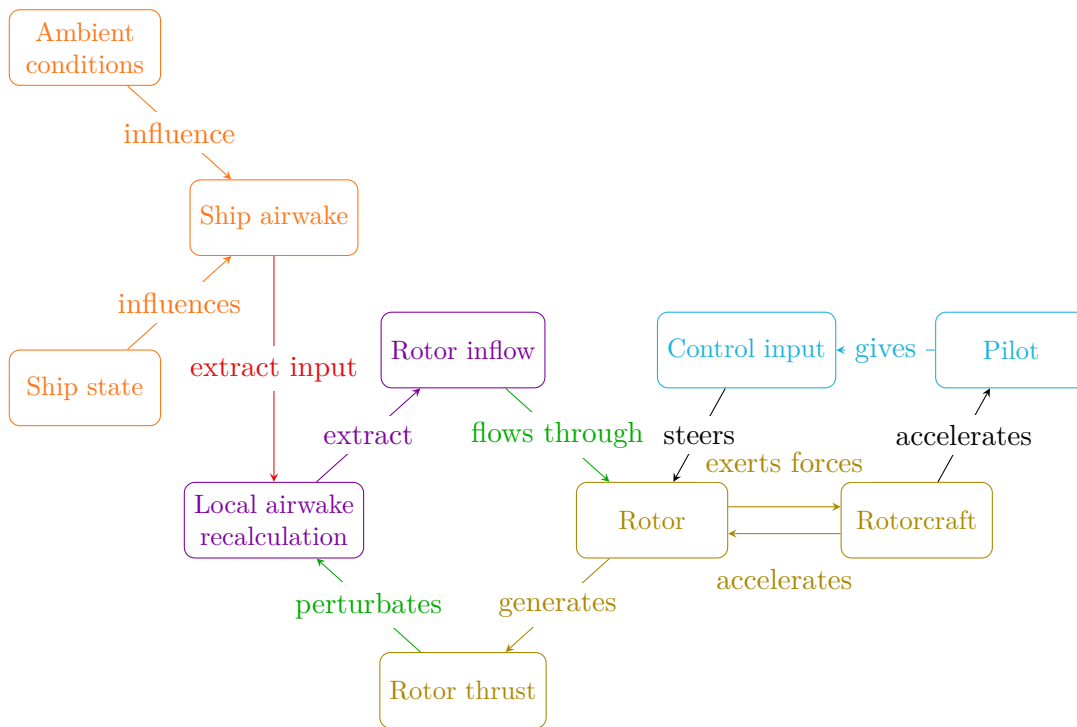 Ambient
conditions
influence
Ship airwake
influences
Ship state
extract input
Rotor inflow
Control input
gives
Pilot
extract
flows through
steers
accelerates
exerts forces
Local airwake
recalculation
Rotor
Rotorcraft
accelerates
perturbates
generates
Rotor thrust